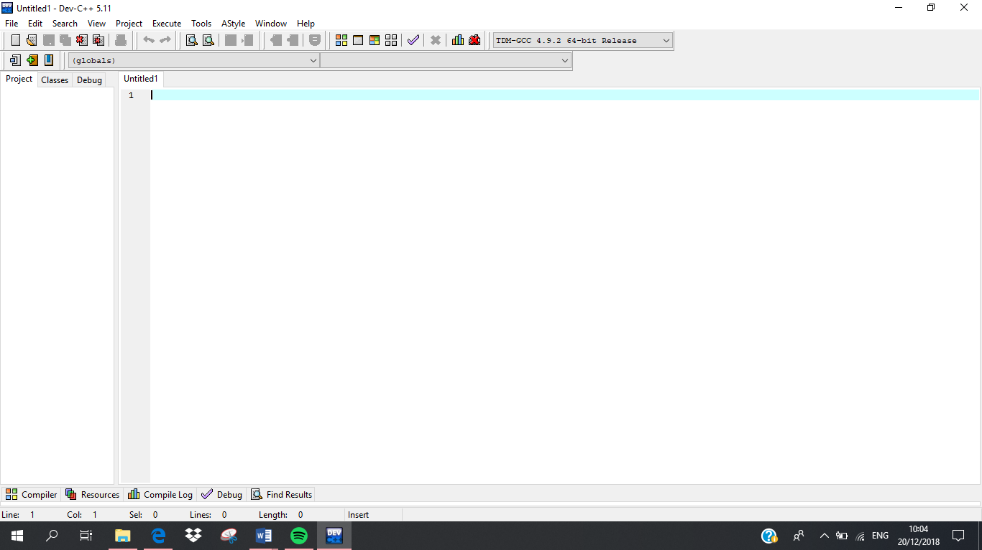 Untitled1 - Dev-C++ 5.11
File Edit Search View Project Execute Tools AStyle Window Help
TDM-GCC 4.9.2 64-bit Release
(globals)
Project Classes Debug Untitled1
1
Compiler Resources Compile Log Debug Find Results
Line: 1 Col: 1 Sel: 0 Lines: 0 Length: 0 Insert
DEV ENG 10:04
20/12/2018